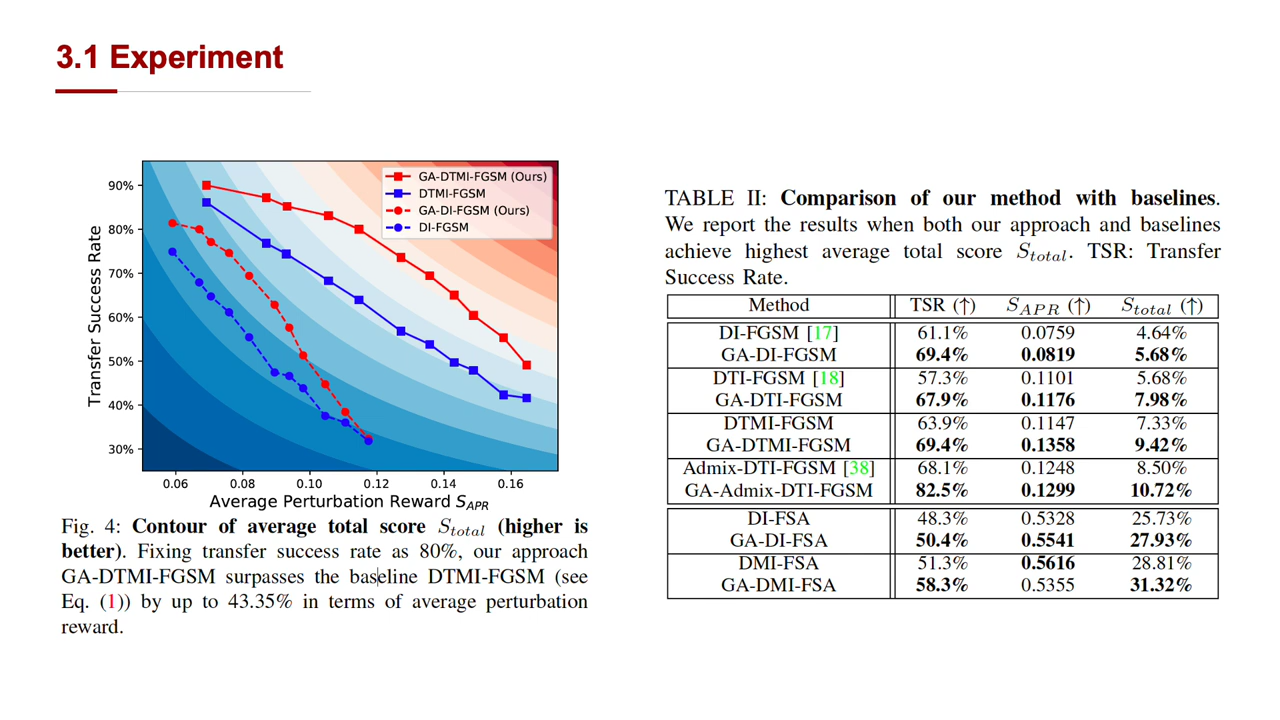 3.1 Experiment
90%
80%
70%
60%
50%
40%
30%
Transfer Success Rate
GA-DTMI-FGSM (Ours)
DTMI-FGSM
GA-DI-FGSM (Ours)
DI-FGSM
0.06 0.08 0.10 0.12 0.14 0.16
Average Perturbation Reward S_APR
Fig. 4: Contour of average total score S_total (higher is
better). Fixing transfer success rate as 80%, our approach
GA-DTMI-FGSM surpasses the baseline DTMI-FGSM (see
Eq. (1)) by up to 43.35% in terms of average perturbation
reward.
TABLE II: Comparison of our method with baselines.
We report the results when both our approach and baselines
achieve highest average total score S_total. TSR: Transfer
Success Rate.
Method TSR (↑) S_APR (↑) S_total (↑)
DI-FGSM [17] 61.1% 0.0759 4.64%
GA-DI-FGSM 69.4% 0.0819 5.68%
DTI-FGSM [18] 57.3% 0.1101 5.68%
GA-DTI-FGSM 67.9% 0.1176 7.98%
DTMI-FGSM 63.9% 0.1147 7.33%
GA-DTMI-FGSM 69.4% 0.1358 9.42%
Admix-DTI-FGSM [38] 68.1% 0.1248 8.50%
GA-Admix-DTI-FGSM 82.5% 0.1299 10.72%
DI-FSA 48.3% 0.5328 25.73%
GA-DI-FSA 50.4% 0.5541 27.93%
DMI-FSA 51.3% 0.5616 28.81%
GA-DMI-FSA 58.3% 0.5355 31.32%